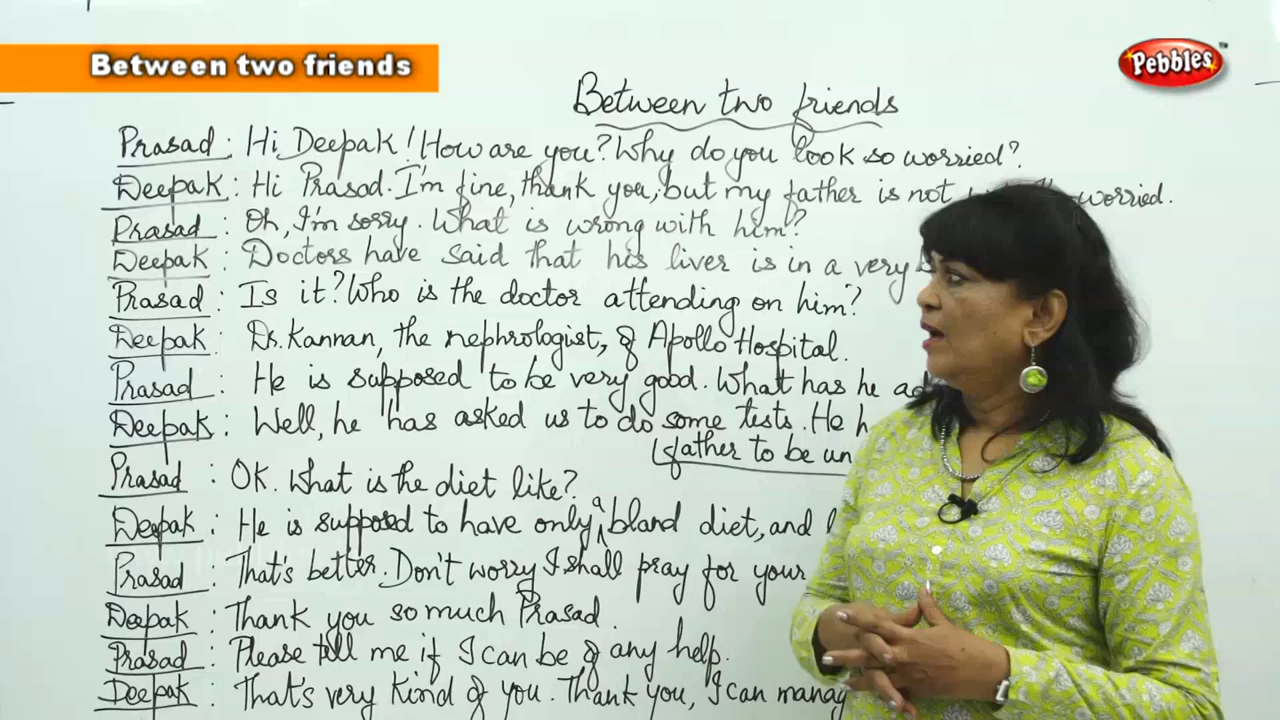 Between two friends
Pebbles™
Between two friends
Prasad : Hi Deepak! How are you? Why do you look so worried?
Deepak : Hi Prasad. I'm fine, thank you, but my father is not worried.
Prasad : Oh, I'm sorry. What is wrong with him?
Deepak : Doctors have said that his liver is in a very
Prasad : Is it? Who is the doctor attending on him?
Deepak : Dr. Kannan, the nephrologist, of Apollo Hospital.
Prasad : He is supposed to be very good. What has he
Deepak : Well, he has asked us to do some tests. He
father to be
Prasad : OK. What is the diet like?
Deepak : He is supposed to have only a bland diet, and
Prasad : That's better. Don't worry I shall pray for your
Deepak : Thank you so much Prasad.
Prasad : Please tell me if I can be of any help.
Deepak : That's very kind of you. Thank you, I can